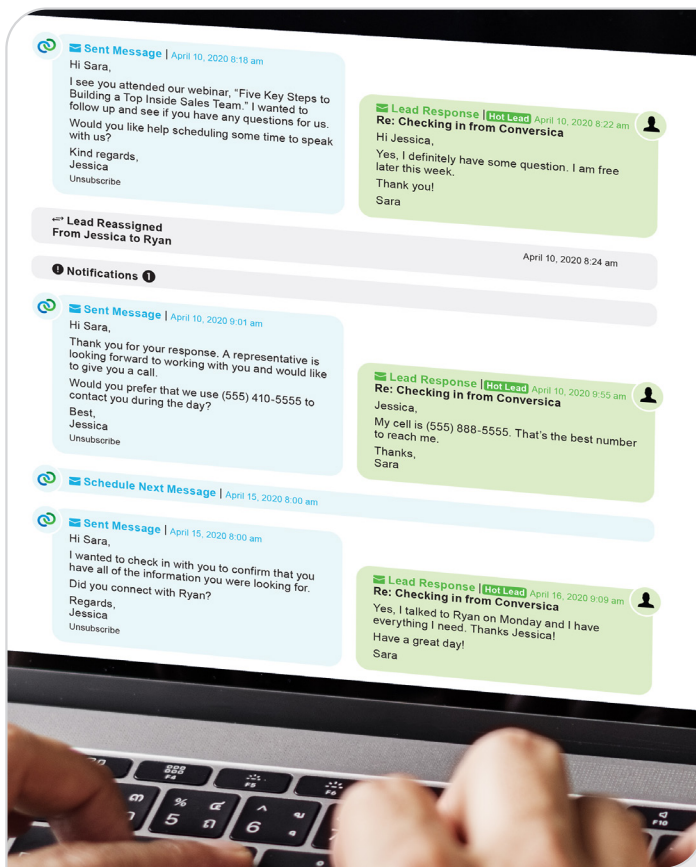 Sent Message | April 10, 2020 8:18 am
Hi Sara,
I see you attended our webinar, "Five Key Steps to
Building a Top Inside Sales Team." I wanted to
follow up and see if you have any questions for us.
Would you like help scheduling some time to speak
with us?
Kind regards,
Jessica
Unsubscribe
Lead Response | Hot Lead April 10, 2020 8:22 am
Re: Checking in from Conversica
Hi Jessica,
Yes, I definitely have some question. I am free
later this week.
Thank you!
Sara
Lead Reassigned
From Jessica to Ryan
April 10, 2020 8:24 am
Notifications 1
Sent Message | April 10, 2020 9:01 am
Hi Sara,
Thank you for your response. A representative is
looking forward to working with you and would like
to give you a call.
Would you prefer that we use (555) 410-5555 to
contact you during the day?
Best,
Jessica
Unsubscribe
Lead Response | Hot Lead April 10, 2020 9:55 am
Re: Checking in from Conversica
Jessica,
My cell is (555) 888-5555. That's the best number
to reach me.
Thanks,
Sara
Schedule Next Message | April 15, 2020 8:00 am
Sent Message | April 15, 2020 8:00 am
Hi Sara,
I wanted to check in with you to confirm that you
have all of the information you were looking for.
Did you connect with Ryan?
Regards,
Jessica
Unsubscribe
Lead Response | Hot Lead April 16, 2020 9:09 am
Re: Checking in from Conversica
Yes, I talked to Ryan on Monday and I have
everything I need. Thanks Jessica!
Have a great day!
Sara
F4
F5
F6
F10
%
5
^
6